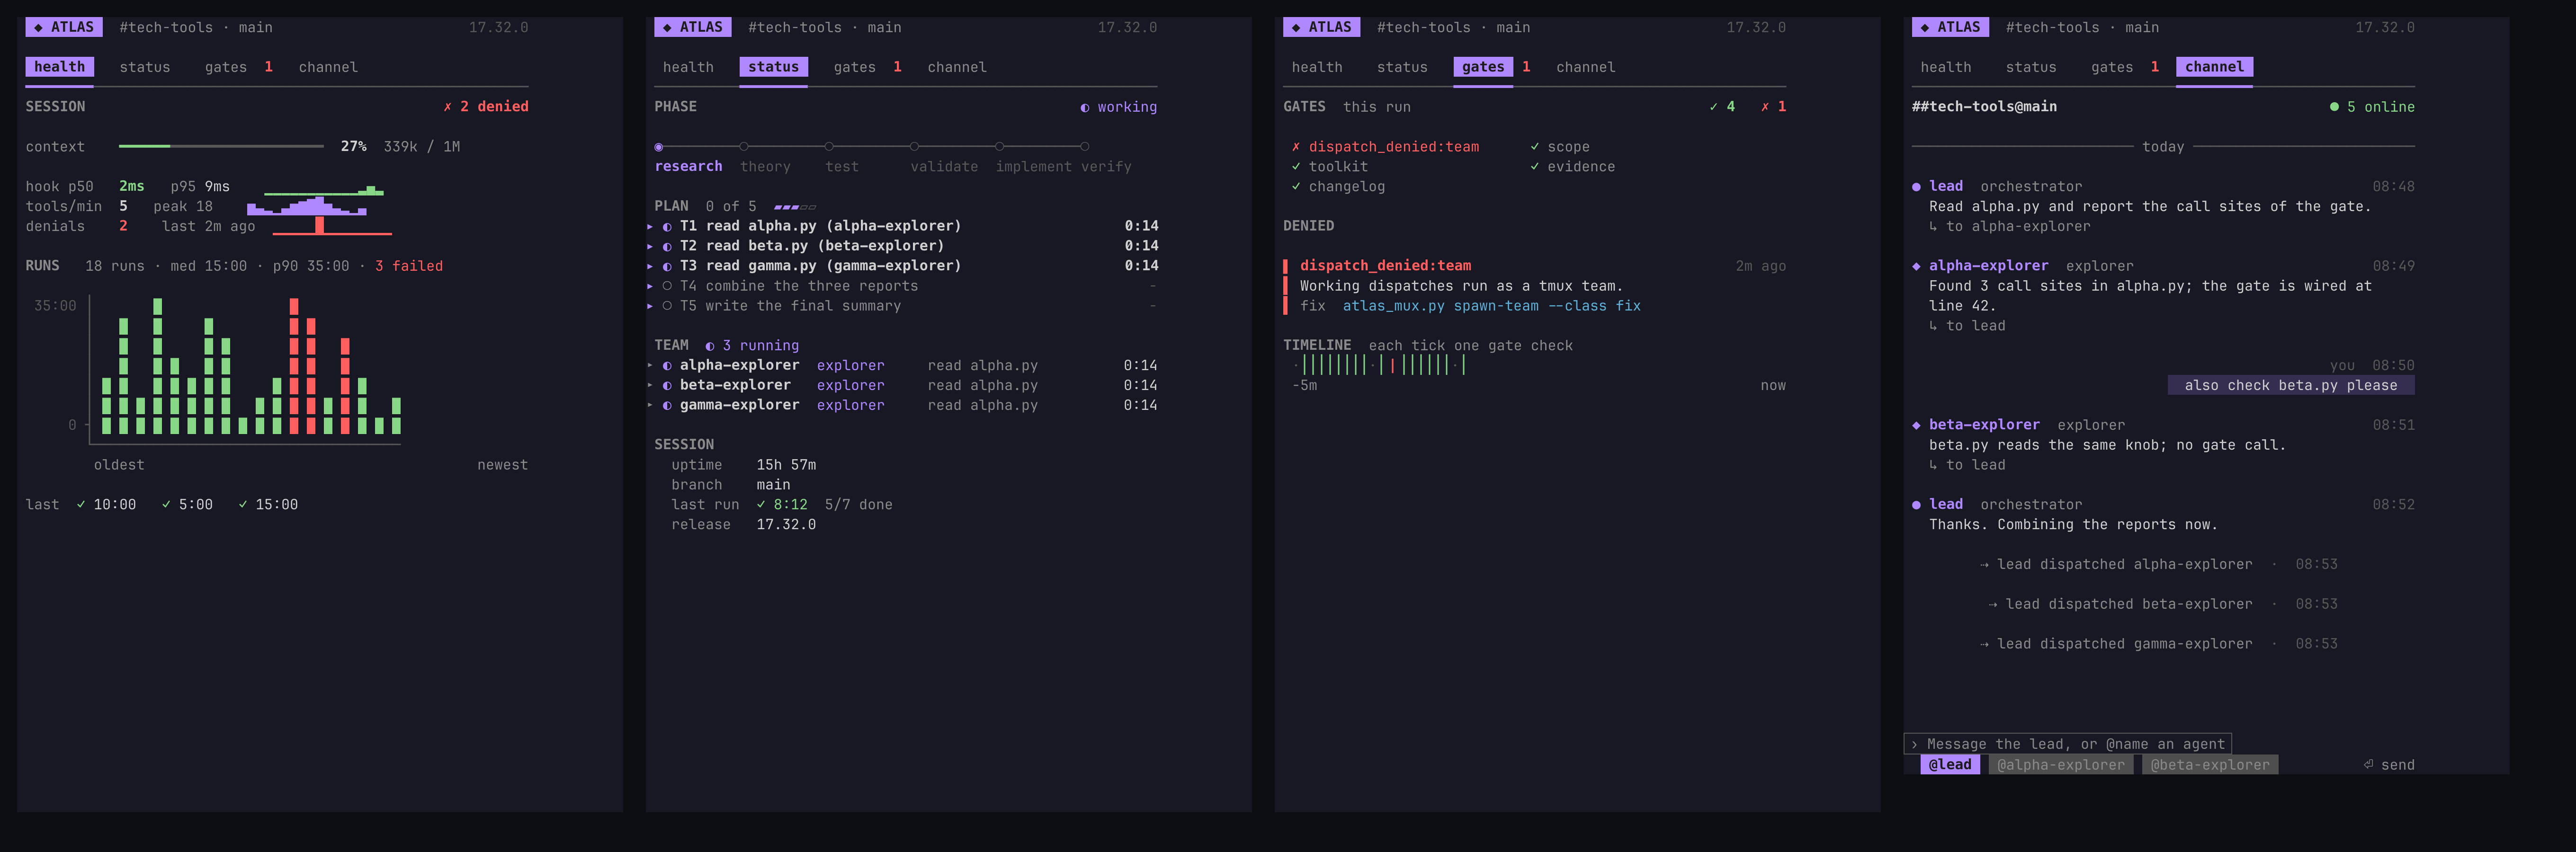 ◆ ATLAS #tech-tools · main 17.32.0
health status gates 1 channel
SESSION ✗ 2 denied
context 27% 339k / 1M
hook p50 2ms p95 9ms
tools/min 5 peak 18
denials 2 last 2m ago
RUNS 18 runs · med 15:00 · p90 35:00 · 3 failed
35:00
0
oldest newest
last ✓ 10:00 ✓ 5:00 ✓ 15:00
◆ ATLAS #tech-tools · main 17.32.0
health status gates 1 channel
PHASE ◐ working
research theory test validate implement verify
PLAN 0 of 5
▸ ◐ T1 read alpha.py (alpha-explorer) 0:14
▸ ◐ T2 read beta.py (beta-explorer) 0:14
▸ ◐ T3 read gamma.py (gamma-explorer) 0:14
▸ ○ T4 combine the three reports -
▸ ○ T5 write the final summary -
TEAM ◐ 3 running
▸ ◐ alpha-explorer explorer read alpha.py 0:14
▸ ◐ beta-explorer explorer read alpha.py 0:14
▸ ◐ gamma-explorer explorer read alpha.py 0:14
SESSION
uptime 15h 57m
branch main
last run ✓ 8:12 5/7 done
release 17.32.0
◆ ATLAS #tech-tools · main 17.32.0
health status gates 1 channel
GATES this run ✓ 4 ✗ 1
✗ dispatch_denied:team ✓ scope
✓ toolkit ✓ evidence
✓ changelog
DENIED
dispatch_denied:team 2m ago
Working dispatches run as a tmux team.
fix atlas_mux.py spawn-team --class fix
TIMELINE each tick one gate check
-5m now
◆ ATLAS #tech-tools · main 17.32.0
health status gates 1 channel
##tech-tools@main ● 5 online
today
● lead orchestrator 08:48
Read alpha.py and report the call sites of the gate.
↳ to alpha-explorer
◆ alpha-explorer explorer 08:49
Found 3 call sites in alpha.py; the gate is wired at
line 42.
↳ to lead
you 08:50
also check beta.py please
◆ beta-explorer explorer 08:51
beta.py reads the same knob; no gate call.
↳ to lead
● lead orchestrator 08:52
Thanks. Combining the reports now.
⇢ lead dispatched alpha-explorer · 08:53
⇢ lead dispatched beta-explorer · 08:53
⇢ lead dispatched gamma-explorer · 08:53
› Message the lead, or @name an agent
@lead @alpha-explorer @beta-explorer ⏎ send